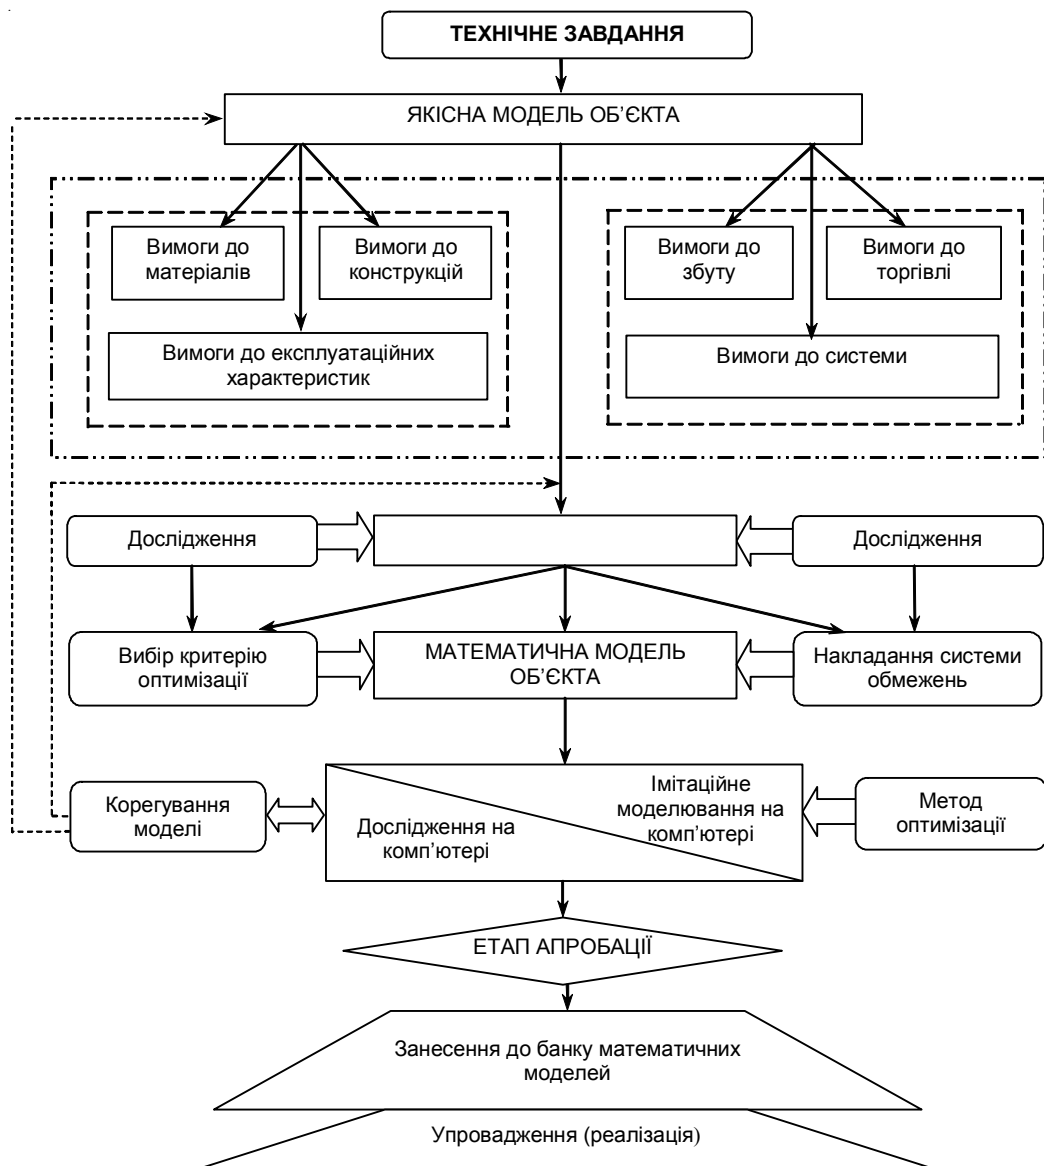 ТЕХНІЧНЕ ЗАВДАННЯ
ЯКІСНА МОДЕЛЬ ОБ’ЄКТА
Вимоги до
матеріалів
Вимоги до
конструкцій
Вимоги до
збуту
Вимоги до
торгівлі
Вимоги до експлуатаційних
характеристик
Вимоги до системи
Дослідження
Дослідження
Вибір критерію
оптимізації
МАТЕМАТИЧНА МОДЕЛЬ
ОБ’ЄКТА
Накладання системи
обмежень
Корегування
моделі
Дослідження на
комп’ютері
Імітаційне
моделювання на
комп’ютері
Метод
оптимізації
ЕТАП АПРОБАЦІЇ
Занесення до банку математичних
моделей
Упровадження (реалізація)